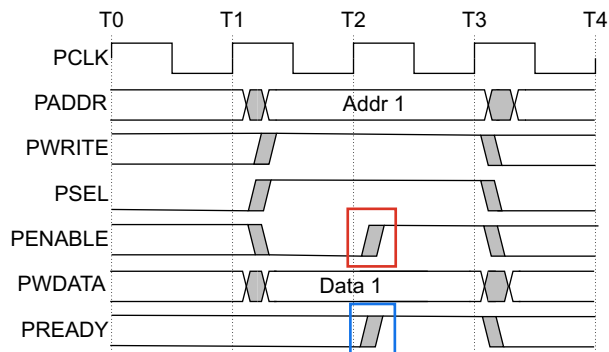 T0 T1 T2 T3 T4
PCLK
PADDR Addr 1
PWRITE
PSEL
PENABLE
PWDATA Data 1
PREADY